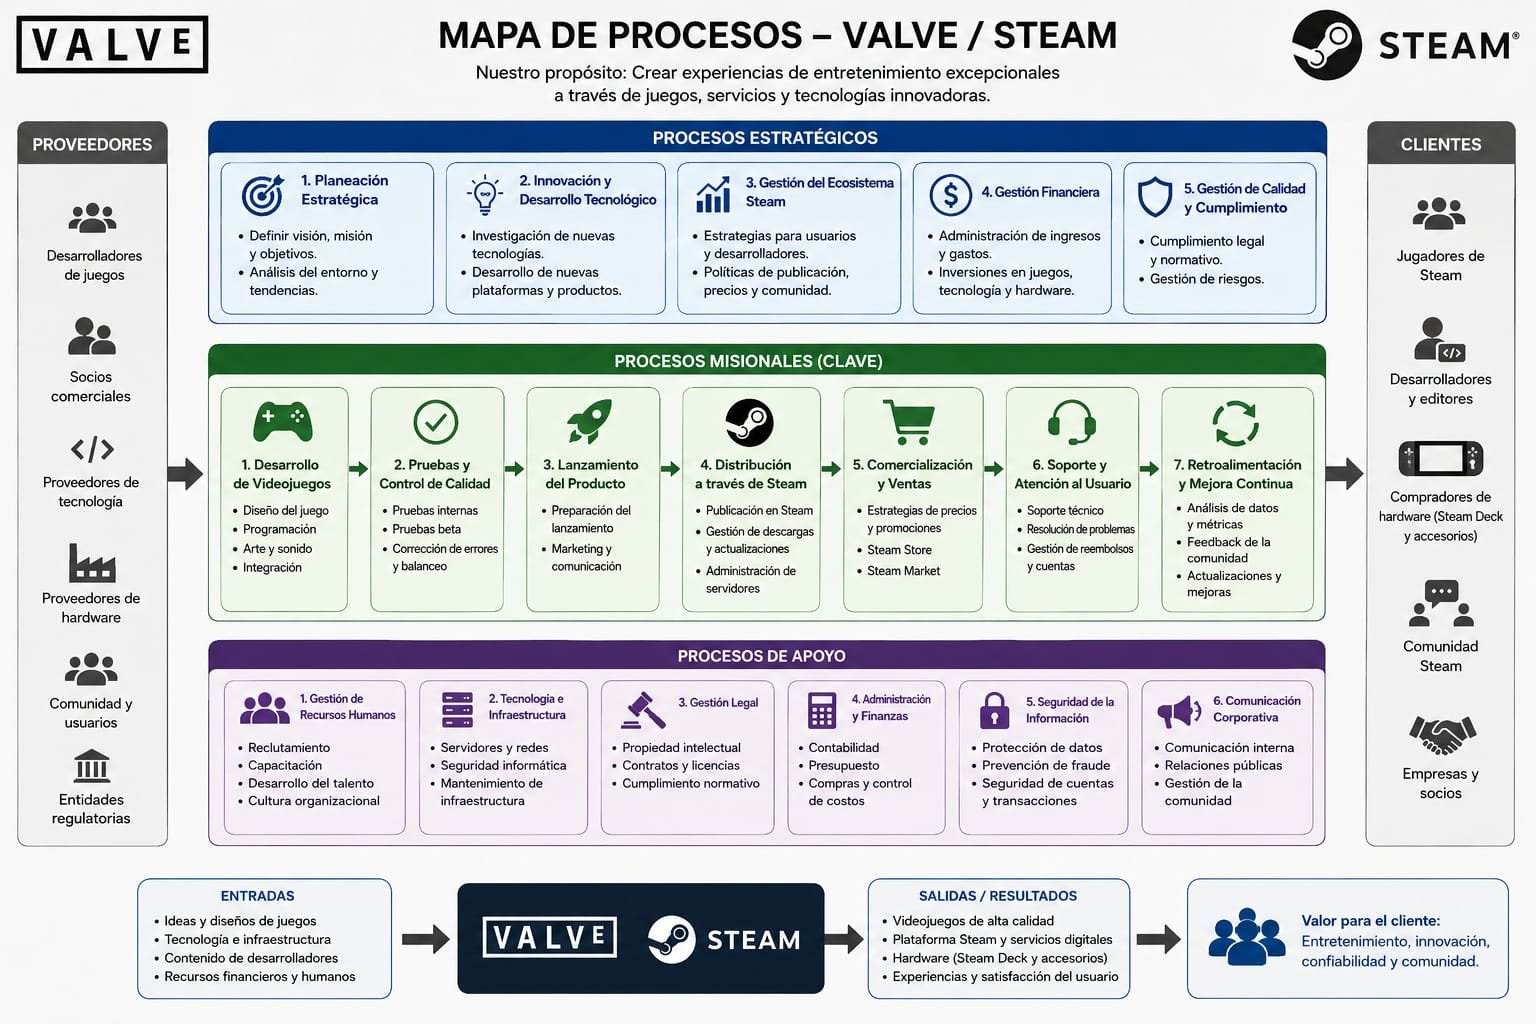 VALVE
MAPA DE PROCESOS – VALVE / STEAM
Nuestro propósito: Crear experiencias de entretenimiento excepcionales
a través de juegos, servicios y tecnologías innovadoras.
STEAM®
PROVEEDORES
Desarrolladores
de juegos
Socios
comerciales
</>
Proveedores de
tecnología
Proveedores de
hardware
Comunidad y
usuarios
Entidades
regulatorias
PROCESOS ESTRATÉGICOS
1. Planeación
Estratégica
• Definir visión, misión
y objetivos.
• Análisis del entorno y
tendencias.
2. Innovación y
Desarrollo Tecnológico
• Investigación de nuevas
tecnologías.
• Desarrollo de nuevas
plataformas y productos.
3. Gestión del Ecosistema
Steam
• Estrategias para usuarios
y desarrolladores.
• Políticas de publicación,
precios y comunidad.
$
4. Gestión Financiera
• Administración de ingresos
y gastos.
• Inversiones en juegos,
tecnología y hardware.
5. Gestión de Calidad
y Cumplimiento
• Cumplimiento legal
y normativo.
• Gestión de riesgos.
PROCESOS MISIONALES (CLAVE)
1. Desarrollo
de Videojuegos
• Diseño del juego
• Programación
• Arte y sonido
• Integración
2. Pruebas y
Control de Calidad
• Pruebas internas
• Pruebas beta
• Corrección de errores
y balanceo
3. Lanzamiento
del Producto
• Preparación del
lanzamiento
• Marketing y
comunicación
4. Distribución
a través de Steam
• Publicación en Steam
• Gestión de descargas
y actualizaciones
• Administración de
servidores
5. Comercialización
y Ventas
• Estrategias de precios
y promociones
• Steam Store
• Steam Market
6. Soporte y
Atención al Usuario
• Soporte técnico
• Resolución de problemas
• Gestión de reembolsos
y cuentas
7. Retroalimentación
y Mejora Continua
• Análisis de datos
y métricas
• Feedback de la
comunidad
• Actualizaciones y
mejoras
PROCESOS DE APOYO
1. Gestión de
Recursos Humanos
• Reclutamiento
• Capacitación
• Desarrollo del talento
• Cultura organizacional
2. Tecnología e
Infraestructura
• Servidores y redes
• Seguridad informática
• Mantenimiento de
infraestructura
3. Gestión Legal
• Propiedad intelectual
• Contratos y licencias
• Cumplimiento normativo
4. Administración
y Finanzas
• Contabilidad
• Presupuesto
• Compras y control
de costos
5. Seguridad de la
Información
• Protección de datos
• Prevención de fraude
• Seguridad de cuentas
y transacciones
6. Comunicación
Corporativa
• Comunicación interna
• Relaciones públicas
• Gestión de la
comunidad
CLIENTES
Jugadores de
Steam
</>
Desarrolladores
y editores
Compradores de
hardware (Steam Deck
y accesorios)
Comunidad
Steam
Empresas y
socios
ENTRADAS
• Ideas y diseños de juegos
• Tecnología e infraestructura
• Contenido de desarrolladores
• Recursos financieros y humanos
VALVE
STEAM
SALIDAS / RESULTADOS
• Videojuegos de alta calidad
• Plataforma Steam y servicios digitales
• Hardware (Steam Deck y accesorios)
• Experiencias y satisfacción del usuario
Valor para el cliente:
Entretenimiento, innovación,
confiabilidad y comunidad.